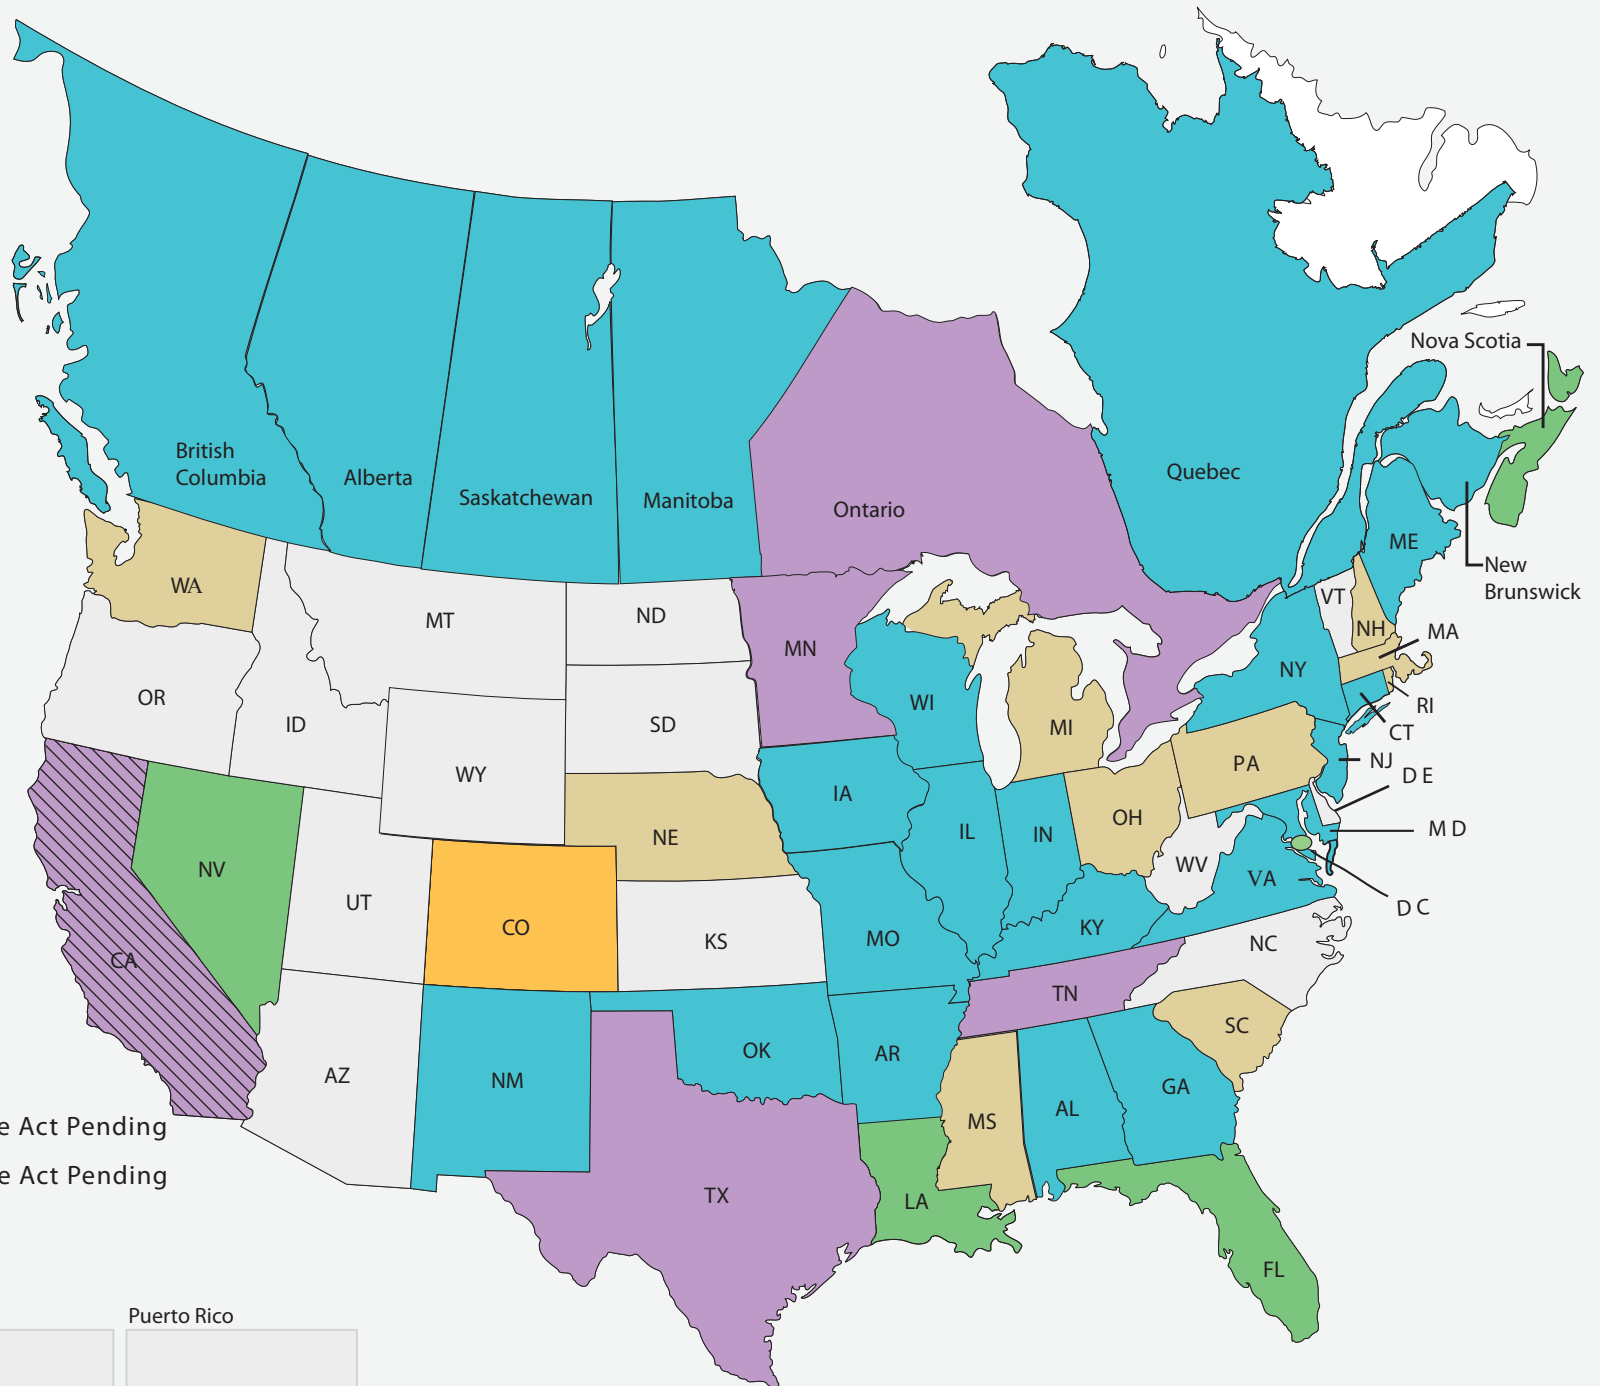 Nova Scotia
British
Columbia
Alberta
Saskatchewan
Manitoba
Ontario
Quebec
ME
New
Brunswick
WA
MT
ND
MN
VT
NH
MA
OR
ID
SD
WI
MI
NY
RI
CT
NJ
WY
IA
PA
D E
NE
IL
IN
OH
M D
NV
UT
CO
KS
MO
KY
WV
VA
D C
CA
NC
TN
AZ
NM
OK
AR
SC
MS
AL
GA
e Act Pending
e Act Pending
TX
LA
FL
Puerto Rico